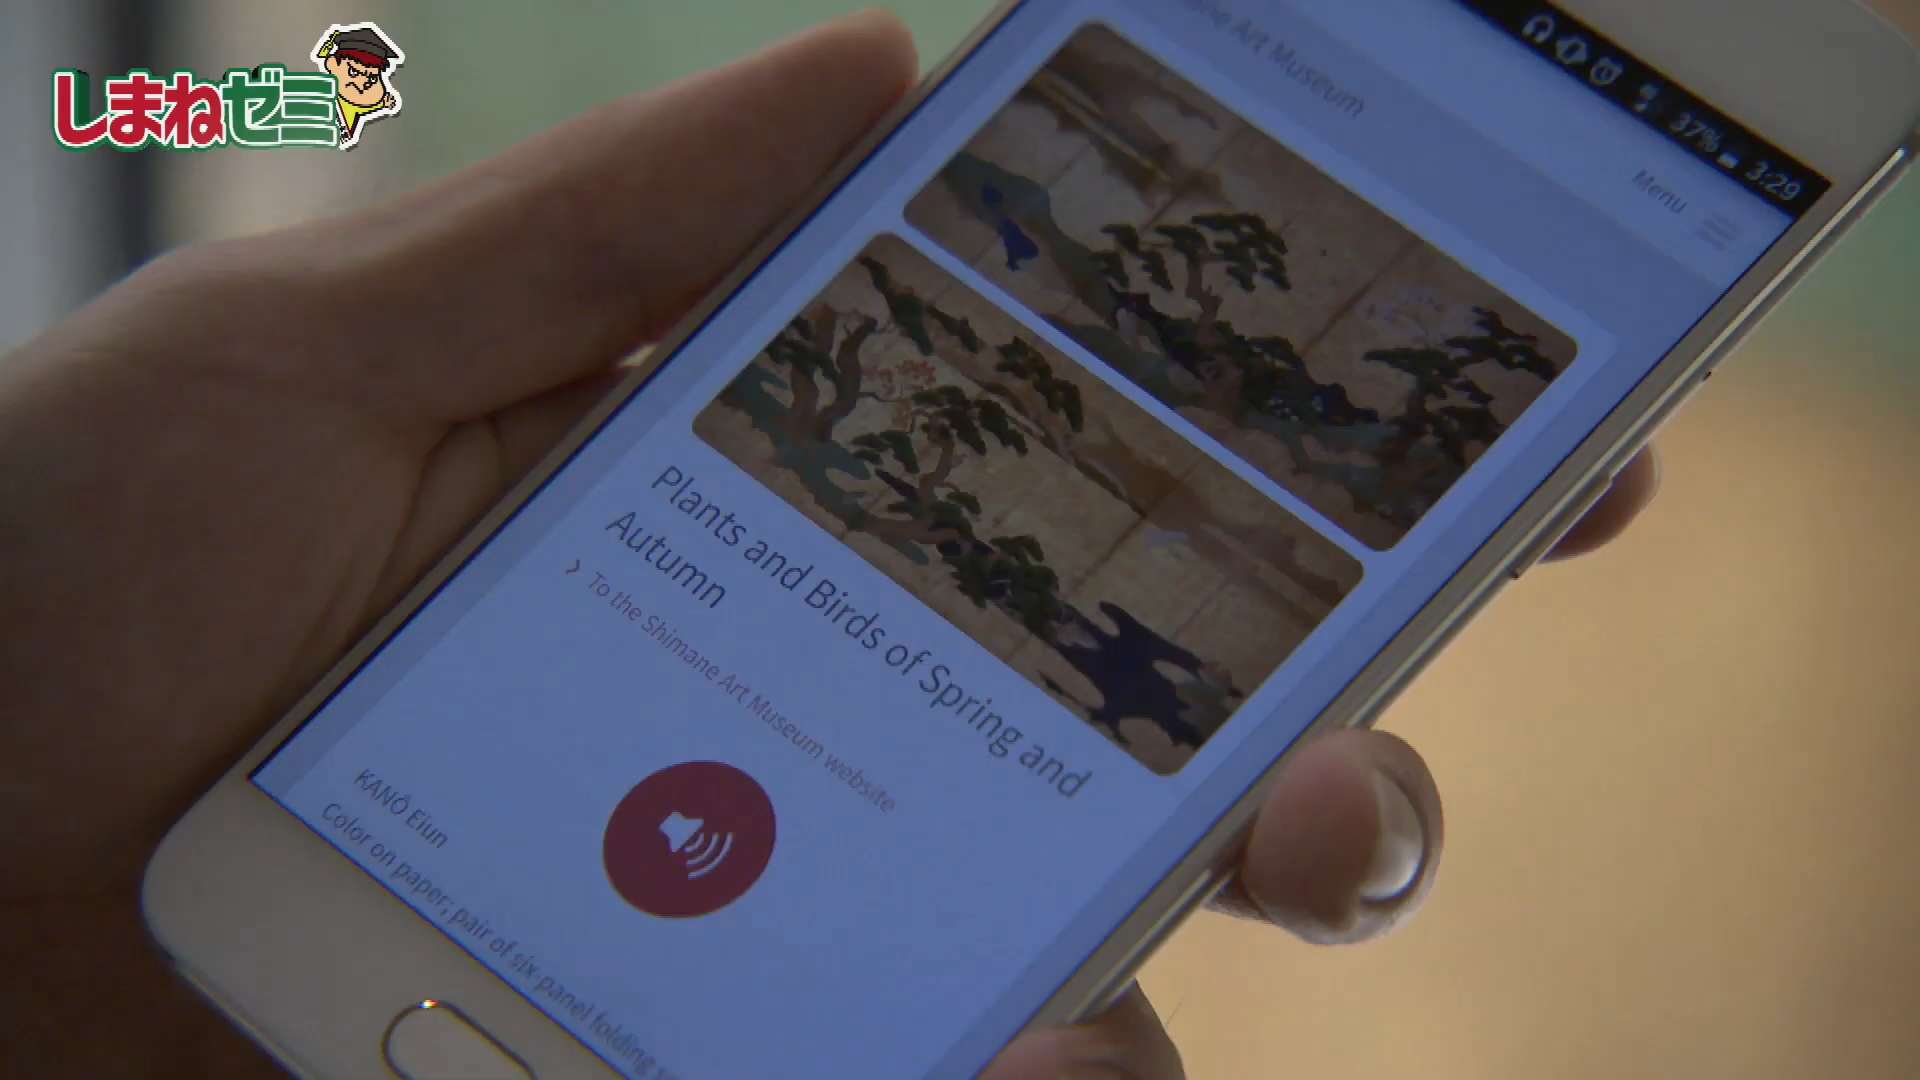 しまねゼミ
Art Museum
37% 3:29
Menu
Plants and Birds of Spring and
Autumn
To the Shimane Art Museum website
KANŌ Eiun
Color on paper; pair of six-panel folding